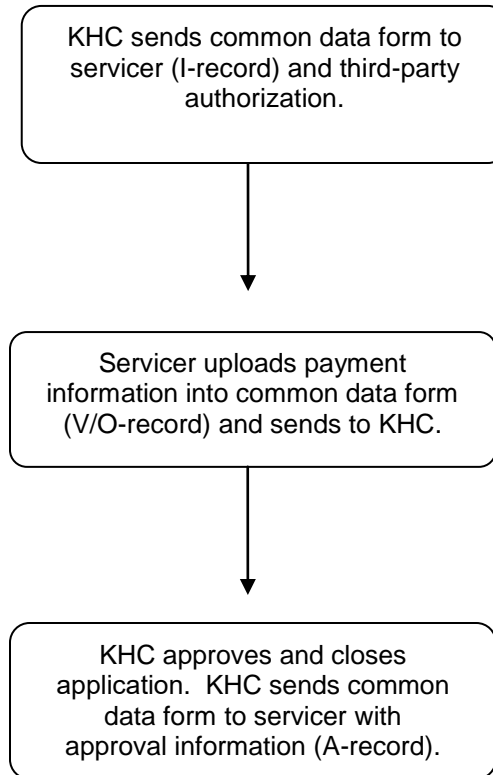 KHC sends common data form to
servicer (I-record) and third-party
authorization.
Servicer uploads payment
information into common data form
(V/O-record) and sends to KHC.
KHC approves and closes
application.  KHC sends common
data form to servicer with
approval information (A-record).